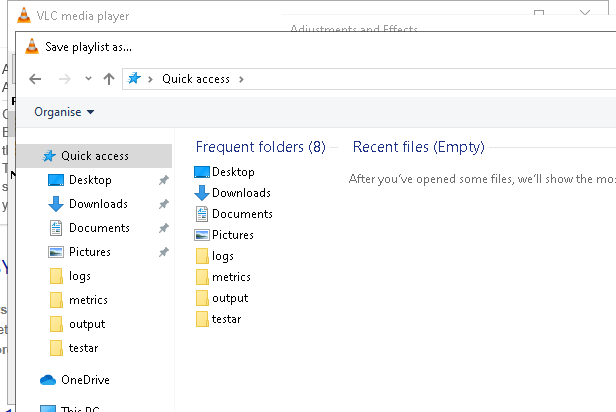 VLC media player
Adjustments and Effects
Save playlist as...
Quick access
Organise
Quick access
Desktop
Downloads
Documents
Pictures
logs
metrics
output
testar
OneDrive
This PC
Frequent folders (8)
Desktop
Downloads
Documents
Pictures
logs
metrics
output
testar
Recent files (Empty)
After you've opened some files, we'll show the mos